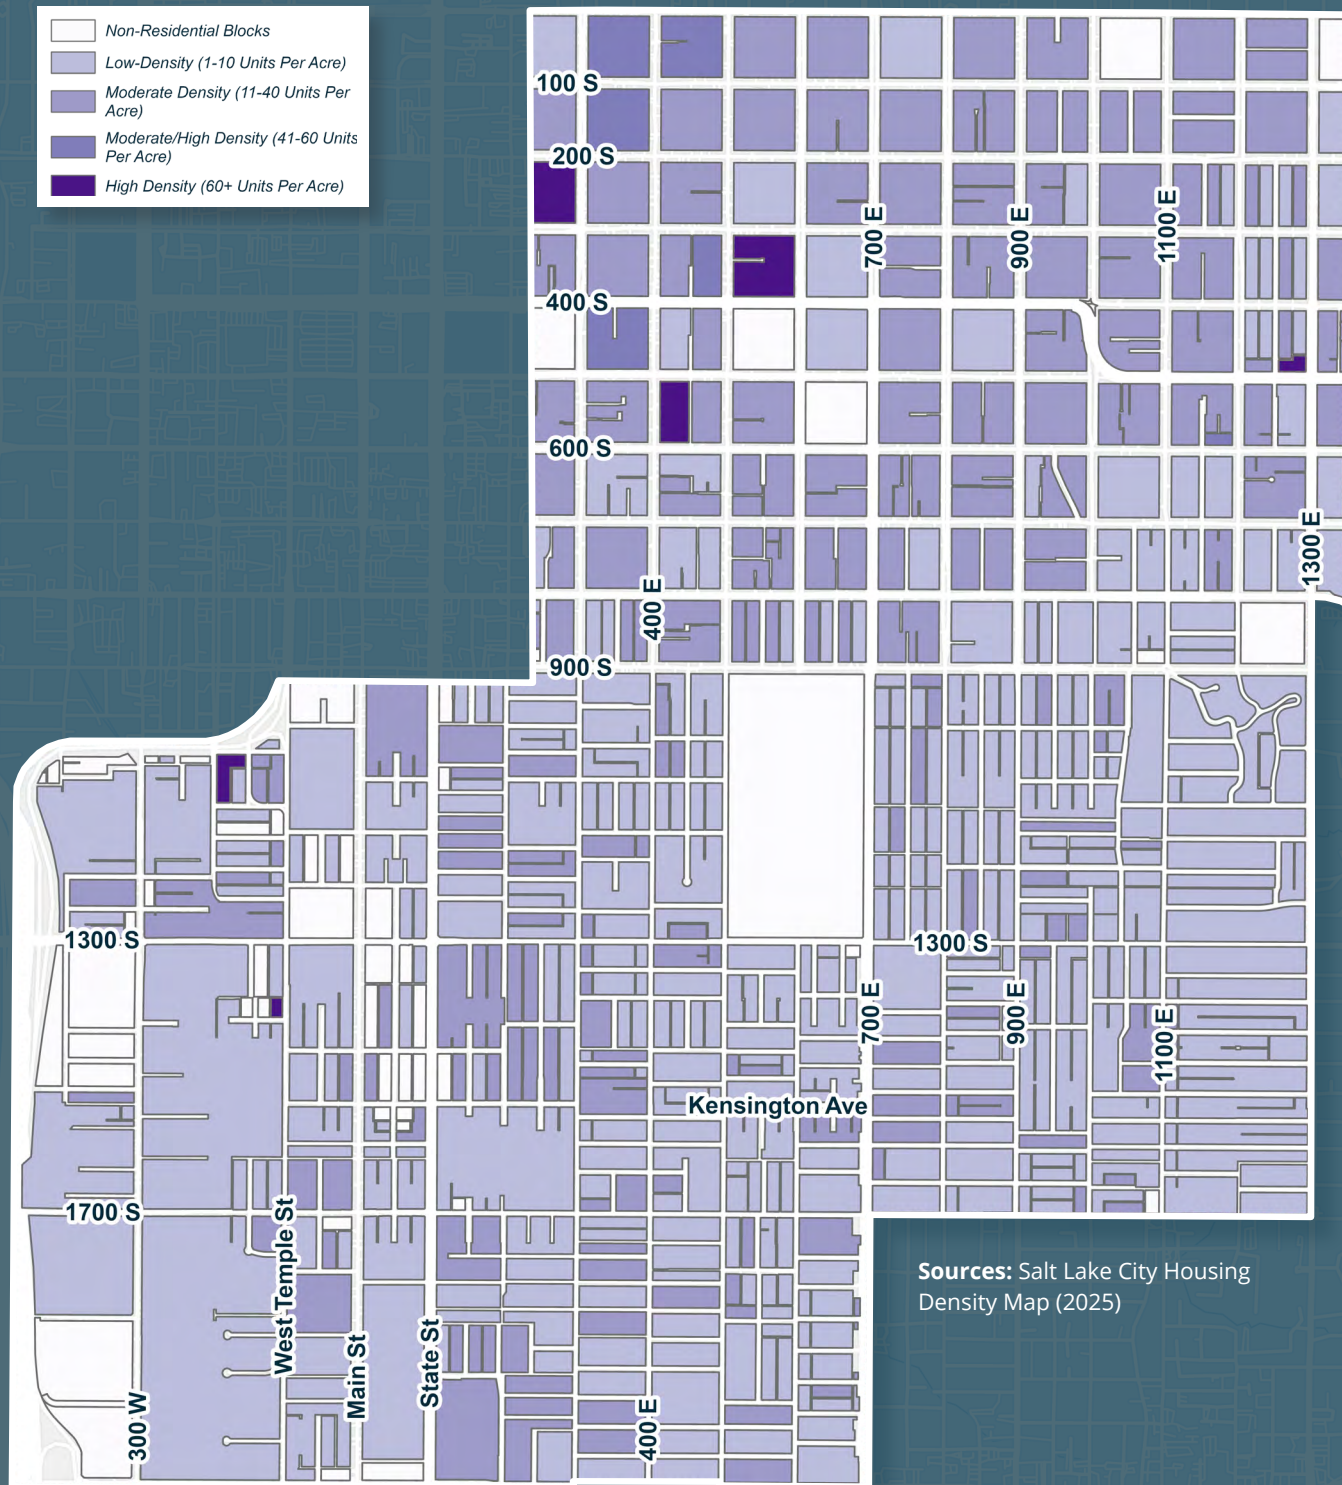 Non-Residential Blocks
Low-Density (1-10 Units Per Acre)
Moderate Density (11-40 Units Per
Acre)
Moderate/High Density (41-60 Units
Per Acre)
High Density (60+ Units Per Acre)
100 S
200 S
700 E
900 E
1100 E
400 S
600 S
1300 E
400 E
900 S
1300 S
1300 S
700 E
900 E
1100 E
Kensington Ave
1700 S
West Temple St
Main St
State St
300 W
400 E
Sources: Salt Lake City Housing
Density Map (2025)